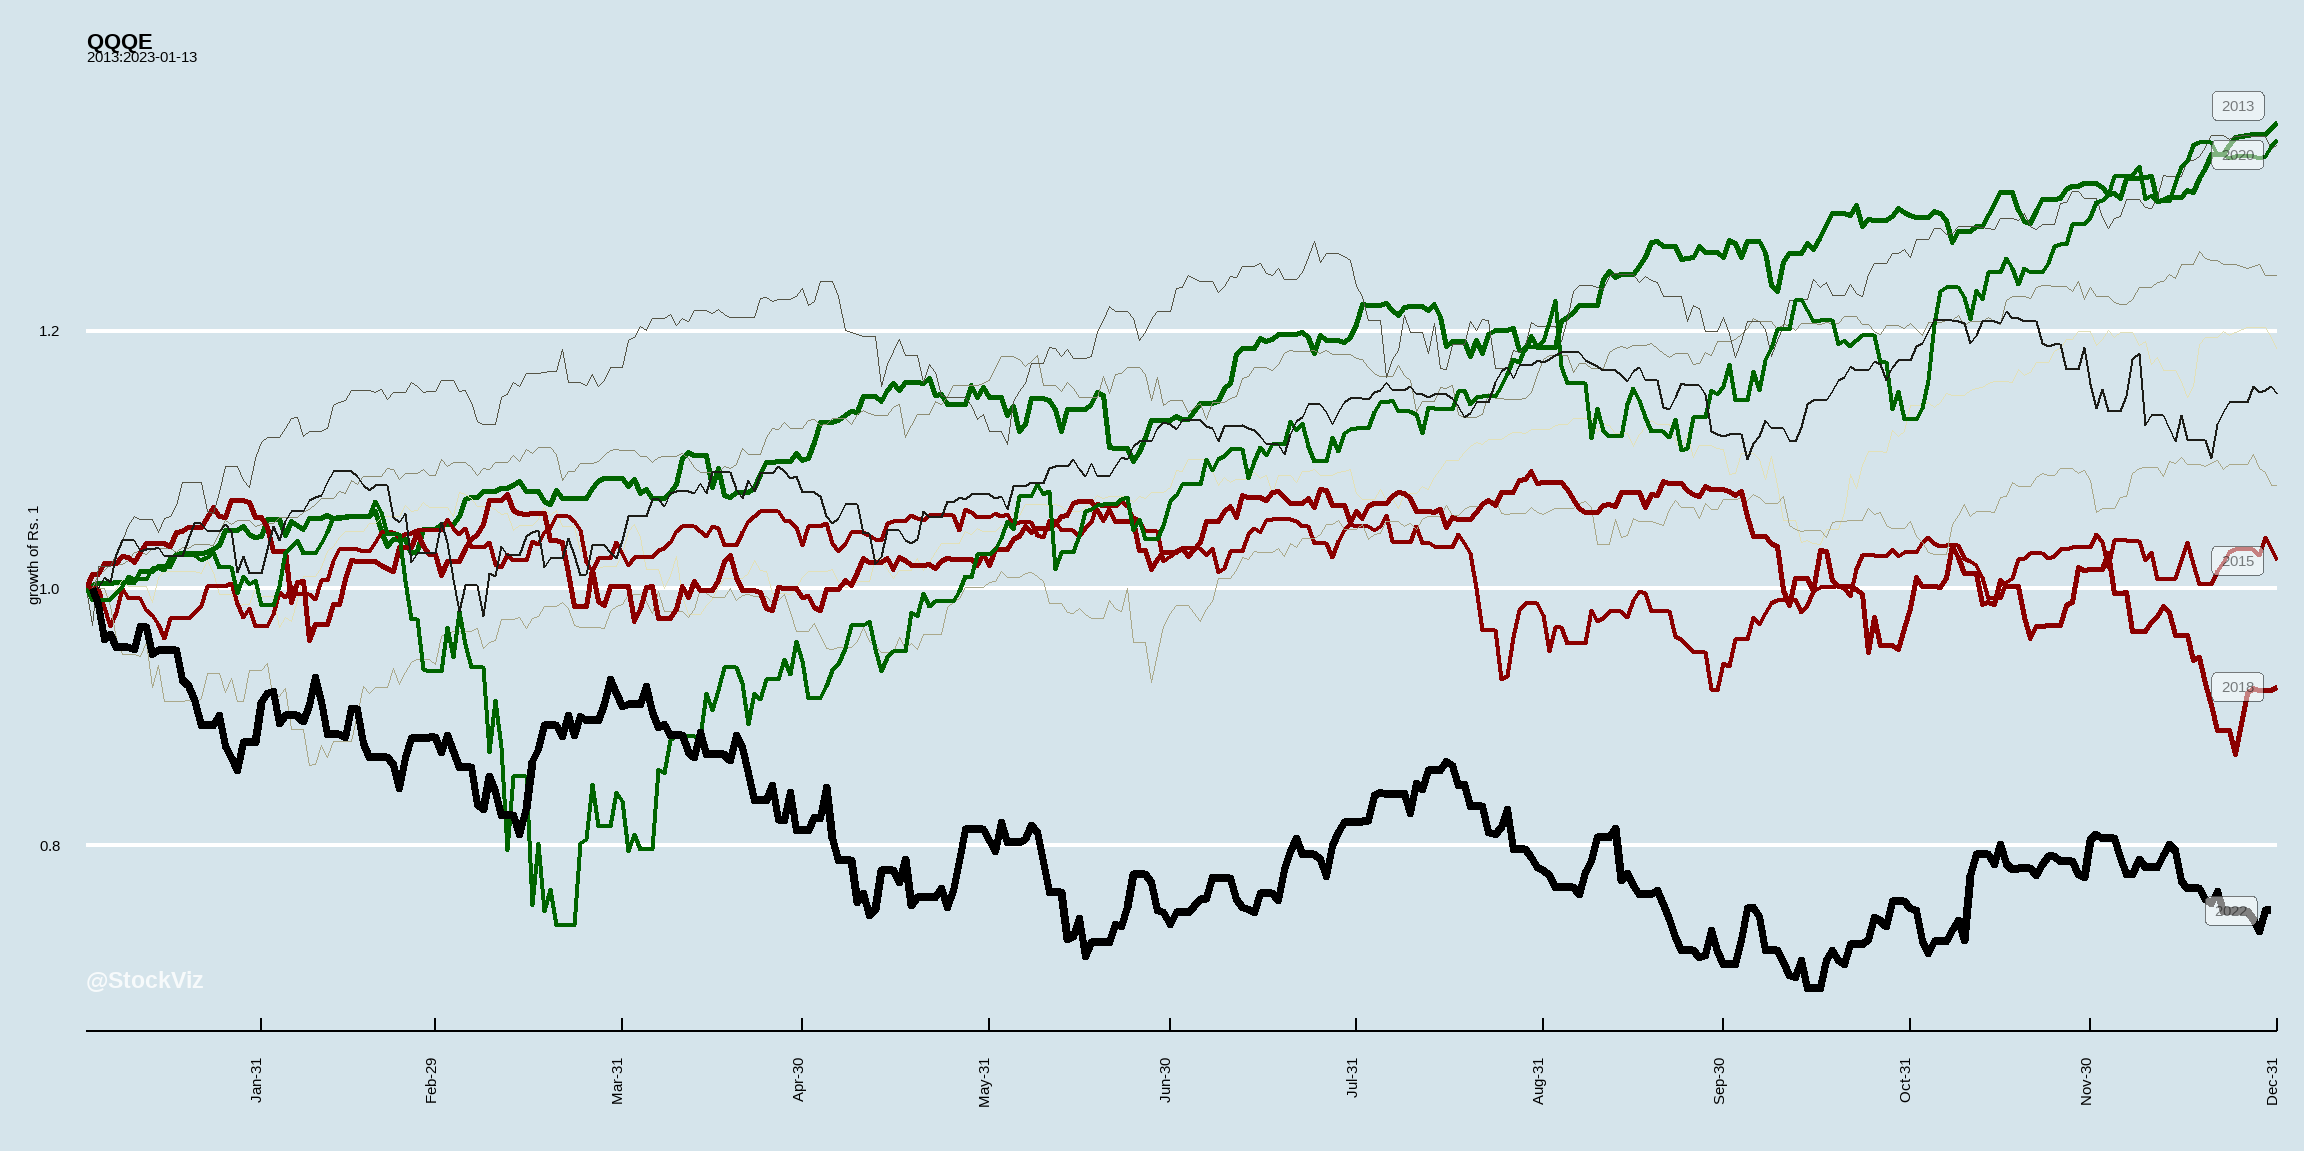 QQQE
2013:2023-01-13
2013
2020
1.2
growth of Rs. 1
1.0
2015
2018
0.8
2022
@StockViz
Jan-31
Feb-29
Mar-31
Apr-30
May-31
Jun-30
Jul-31
Aug-31
Sep-30
Oct-31
Nov-30
Dec-31